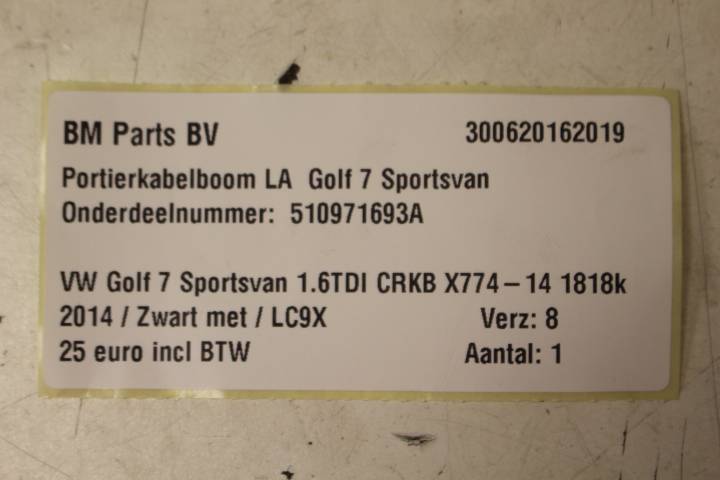 BM Parts BV 300620162019
Portierkabelboom LA Golf 7 Sportsvan
Onderdeelnummer: 510971693A
VW Golf 7 Sportsvan 1.6TDI CRKB X774-14 1818k
2014 / Zwart met / LC9X Verz: 8
25 euro incl BTW Aantal: 1